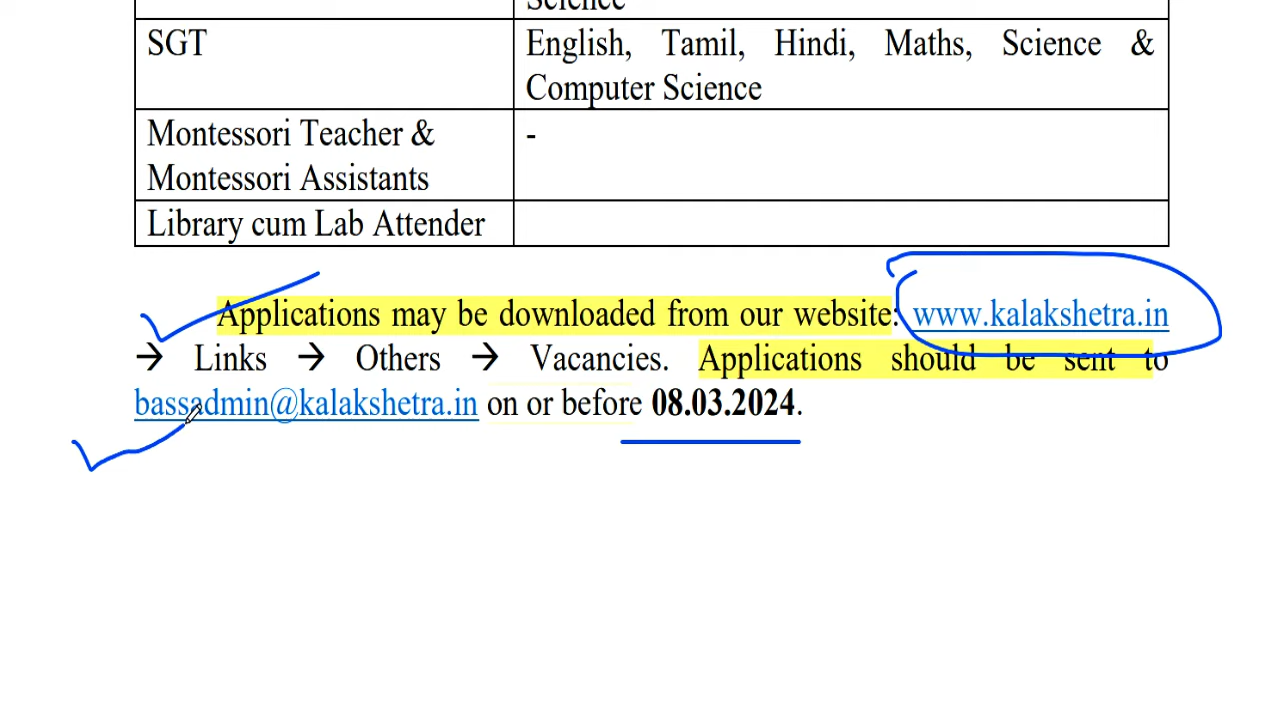 Science
SGT
English, Tamil, Hindi, Maths, Science &
Computer Science
Montessori Teacher &
Montessori Assistants
-
Library cum Lab Attender
Applications may be downloaded from our website: www.kalakshetra.in
→ Links → Others → Vacancies. Applications should be sent to
bassadmin@kalakshetra.in on or before 08.03.2024.